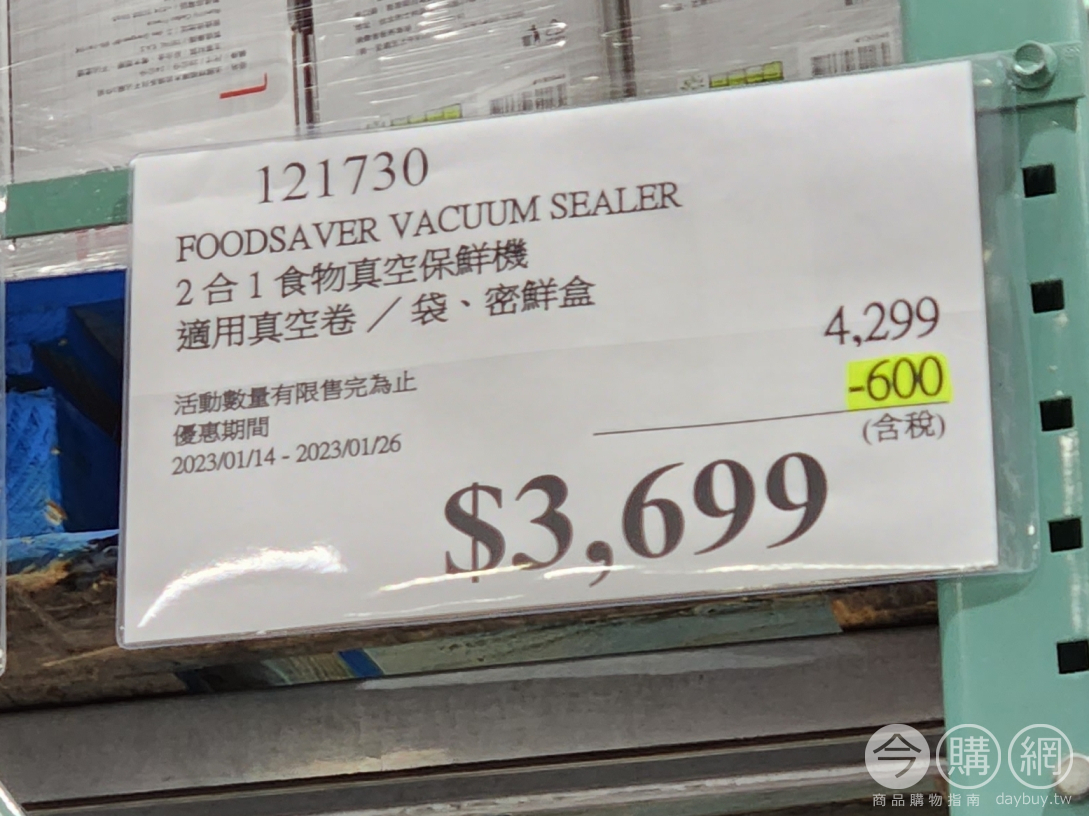 121730
FOODSAVER VACUUM SEALER
2合1食物真空保鮮機
適用真空卷／袋、密鮮盒
4,299
-600
(含稅)
活動數量有限售完為止
優惠期間
2023/01/14 - 2023/01/26
$3,699
今購網
商品購物指南 daybuy.tw